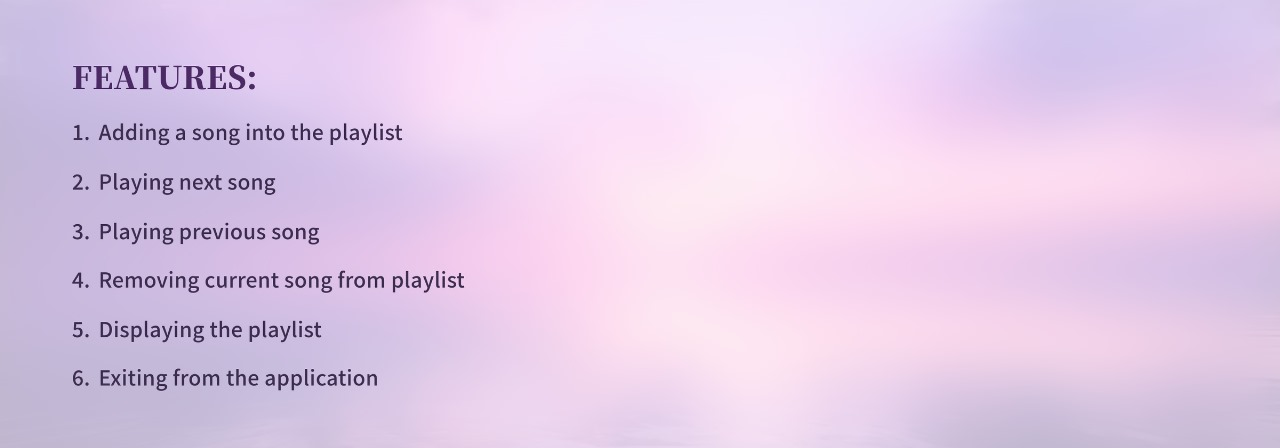 FEATURES:
1. Adding a song into the playlist
2. Playing next song
3. Playing previous song
4. Removing current song from playlist
5. Displaying the playlist
6. Exiting from the application